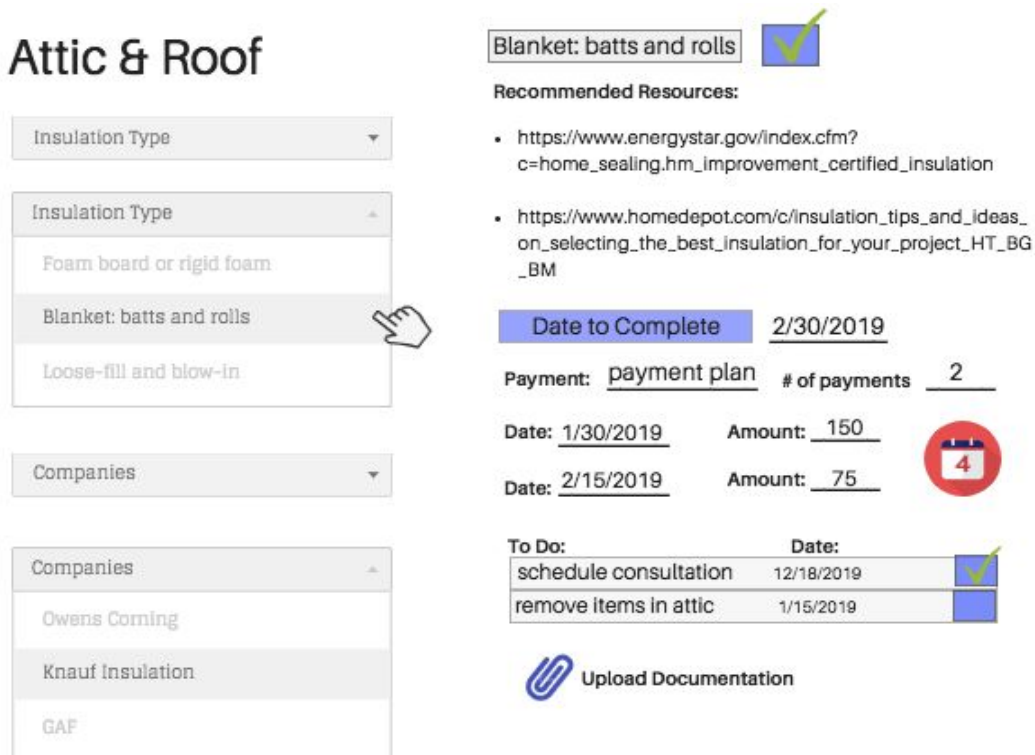 Attic & Roof
Insulation Type
Insulation Type
Foam board or rigid foam
Blanket: batts and rolls
Loose-fill and blow-in
Companies
Companies
Owens Corning
Knauf Insulation
GAF
Blanket: batts and rolls
Recommended Resources:
• https://www.energystar.gov/index.cfm?
c=home_sealing.hm_improvement_certified_insulation
• https://www.homedepot.com/c/insulation_tips_and_ideas_
on_selecting_the_best_insulation_for_your_project_HT_BG
_BM
Date to Complete 2/30/2019
Payment: payment plan # of payments 2
Date: 1/30/2019 Amount: 150
4
Date: 2/15/2019 Amount: 75
To Do: Date:
schedule consultation 12/18/2019
remove items in attic 1/15/2019
Upload Documentation